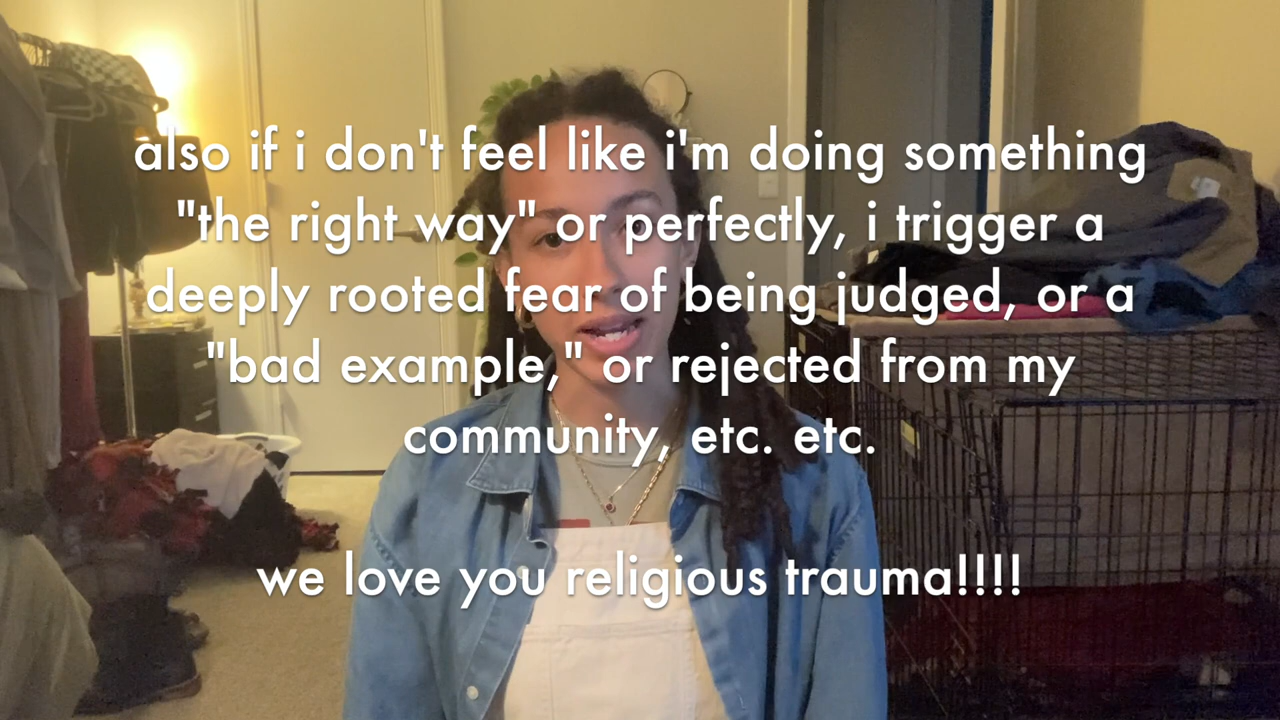 also if i don't feel like i'm doing something
"the right way" or perfectly, i trigger a
deeply rooted fear of being judged, or a
"bad example," or rejected from my
community, etc. etc.
we love you religious trauma!!!!